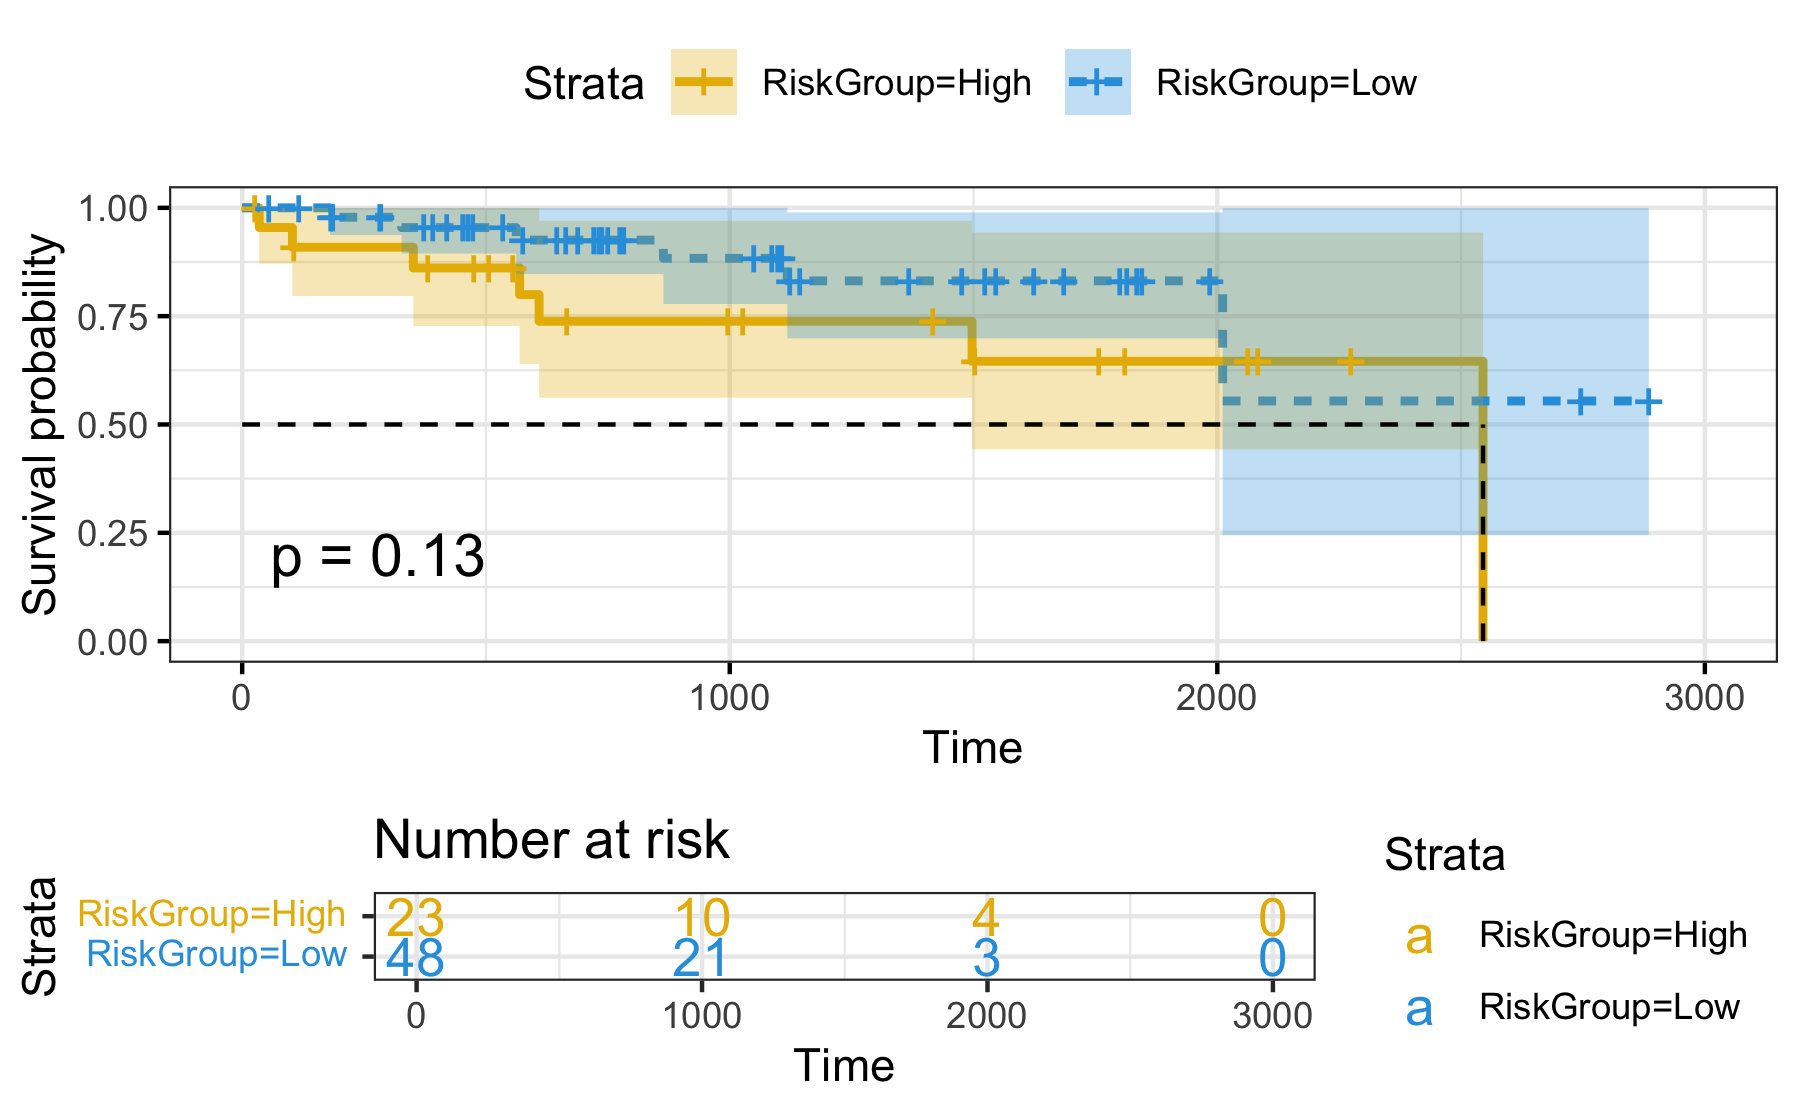 Strata RiskGroup=High RiskGroup=Low
Survival probability
1.00
0.75
0.50
0.25
0.00
p = 0.13
0 1000 2000 3000
Time
Number at risk
Strata
RiskGroup=High 23 10 4 0
RiskGroup=Low 48 21 3 0
0 1000 2000 3000
Time
Strata
a RiskGroup=High
a RiskGroup=Low